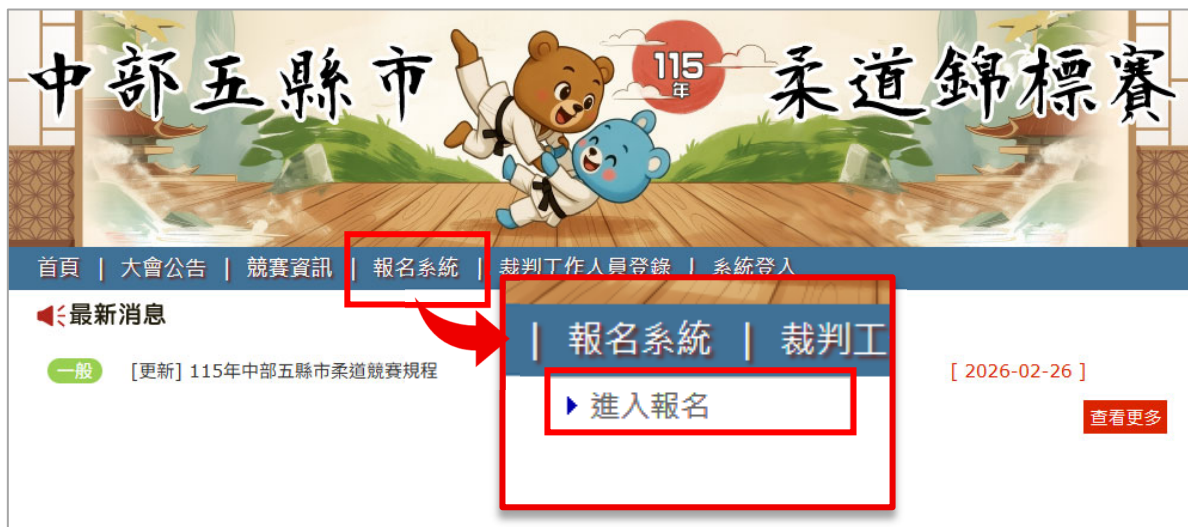 中部五縣市 115年 柔道錦標賽
首頁 | 大會公告 | 競賽資訊 | 報名系統 | 裁判工作人員登錄 | 系統登入
最新消息
一般 [更新] 115年中部五縣市柔道競賽規程 [ 2026-02-26 ]
查看更多
| 報名系統 | 裁判工
進入報名